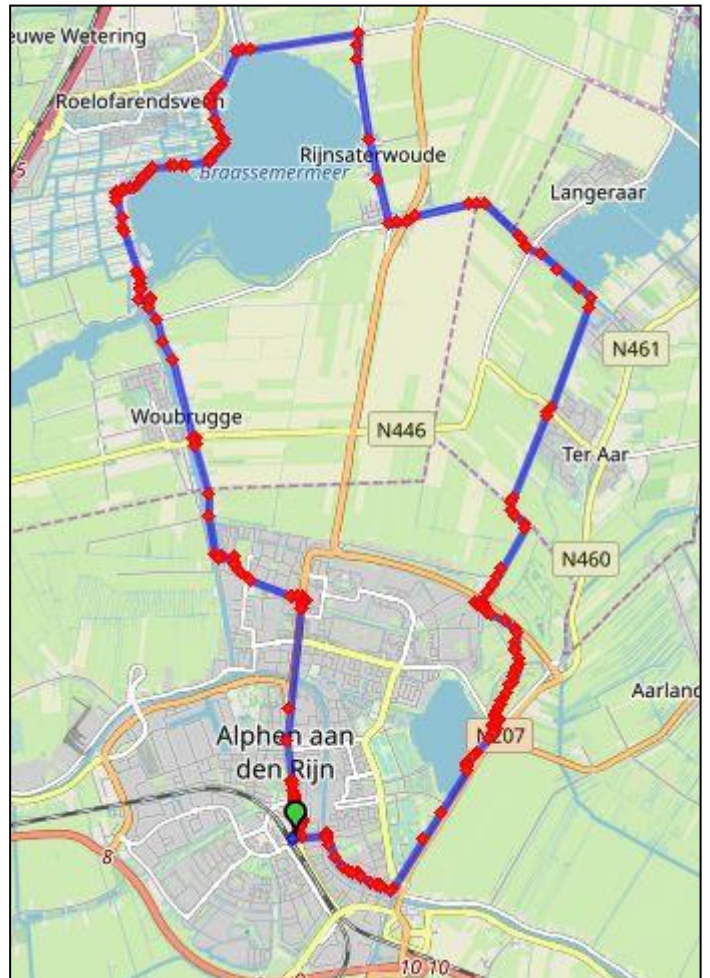 euwe Wetering
Roelofarendsveen
Rijnsaterwoude
Braassemermeer
Langeraar
5
N461
Woubrugge
N446
Ter Aar
N460
Aarland
N207
Alphen aan
den Rijn
8
10 10